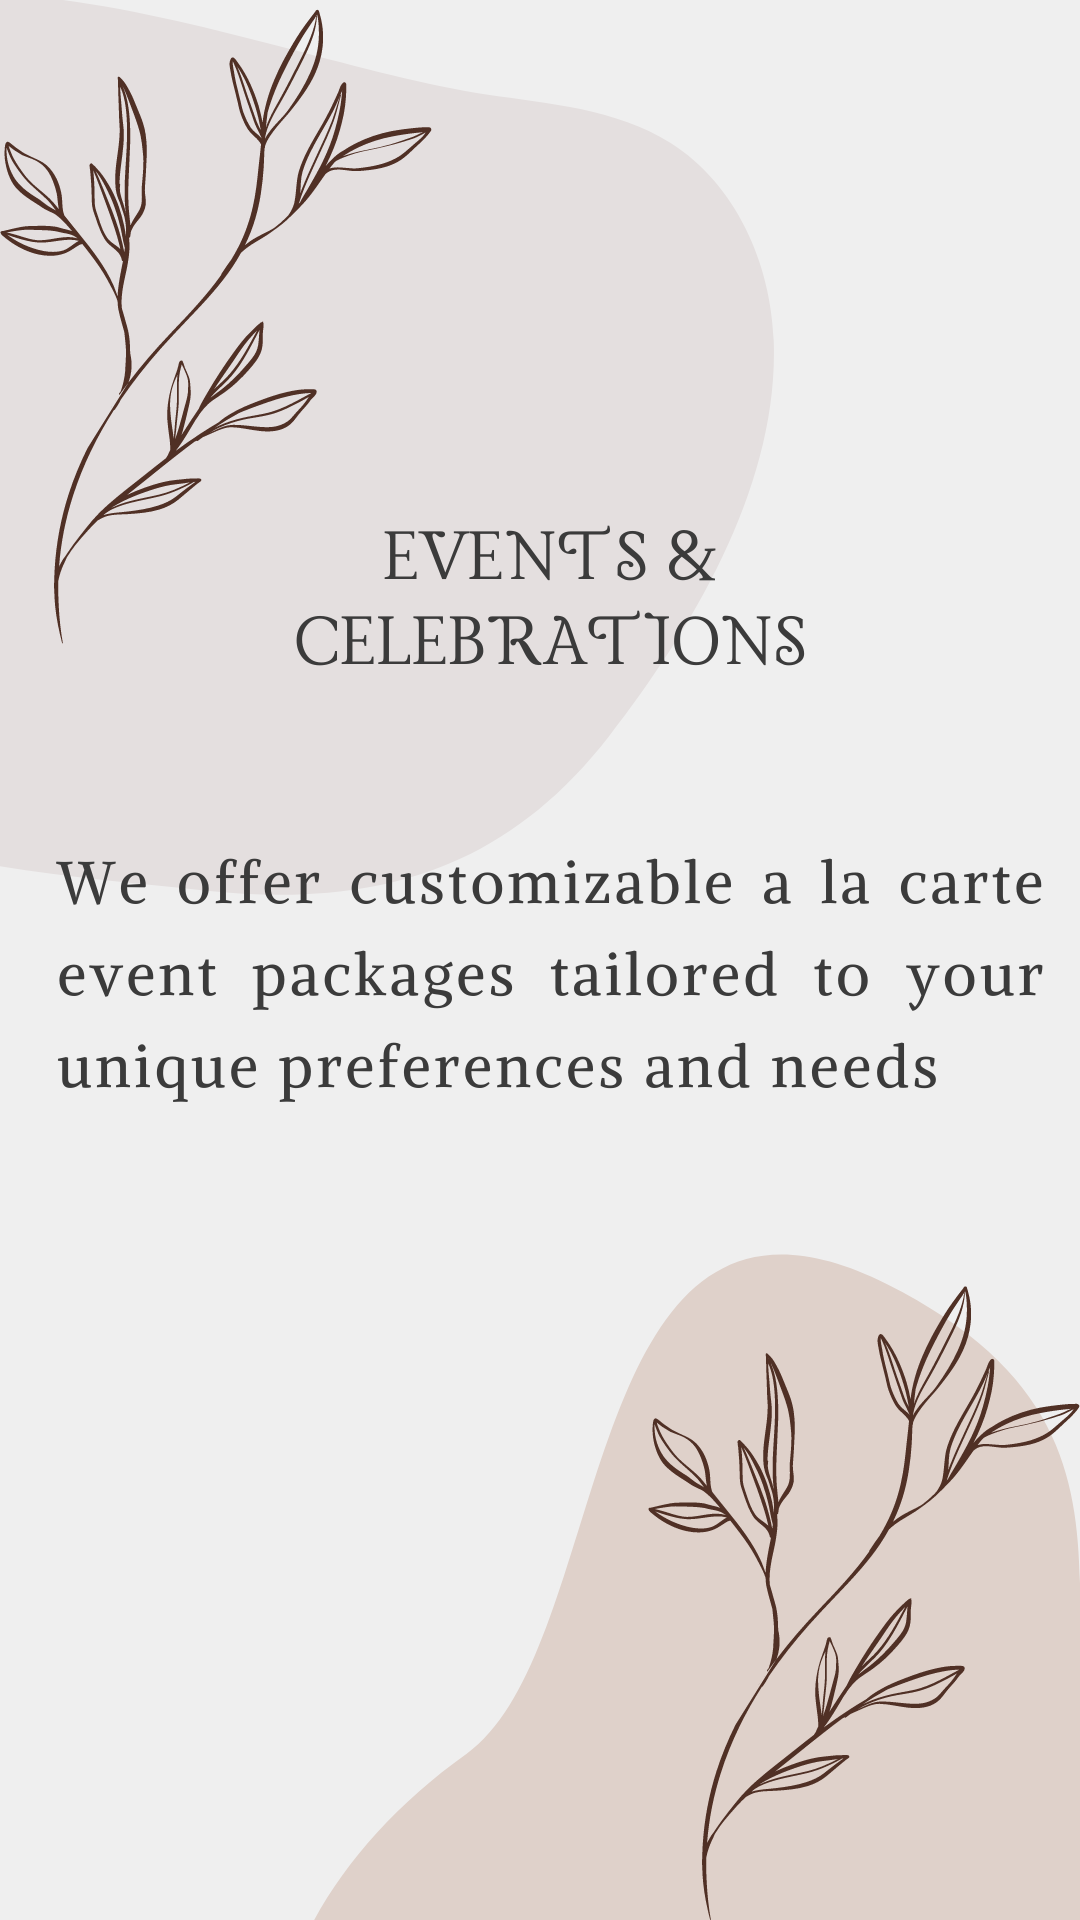 EVENTS &
CELEBRATIONS
We offer customizable a la carte
event packages tailored to your
unique preferences and needs